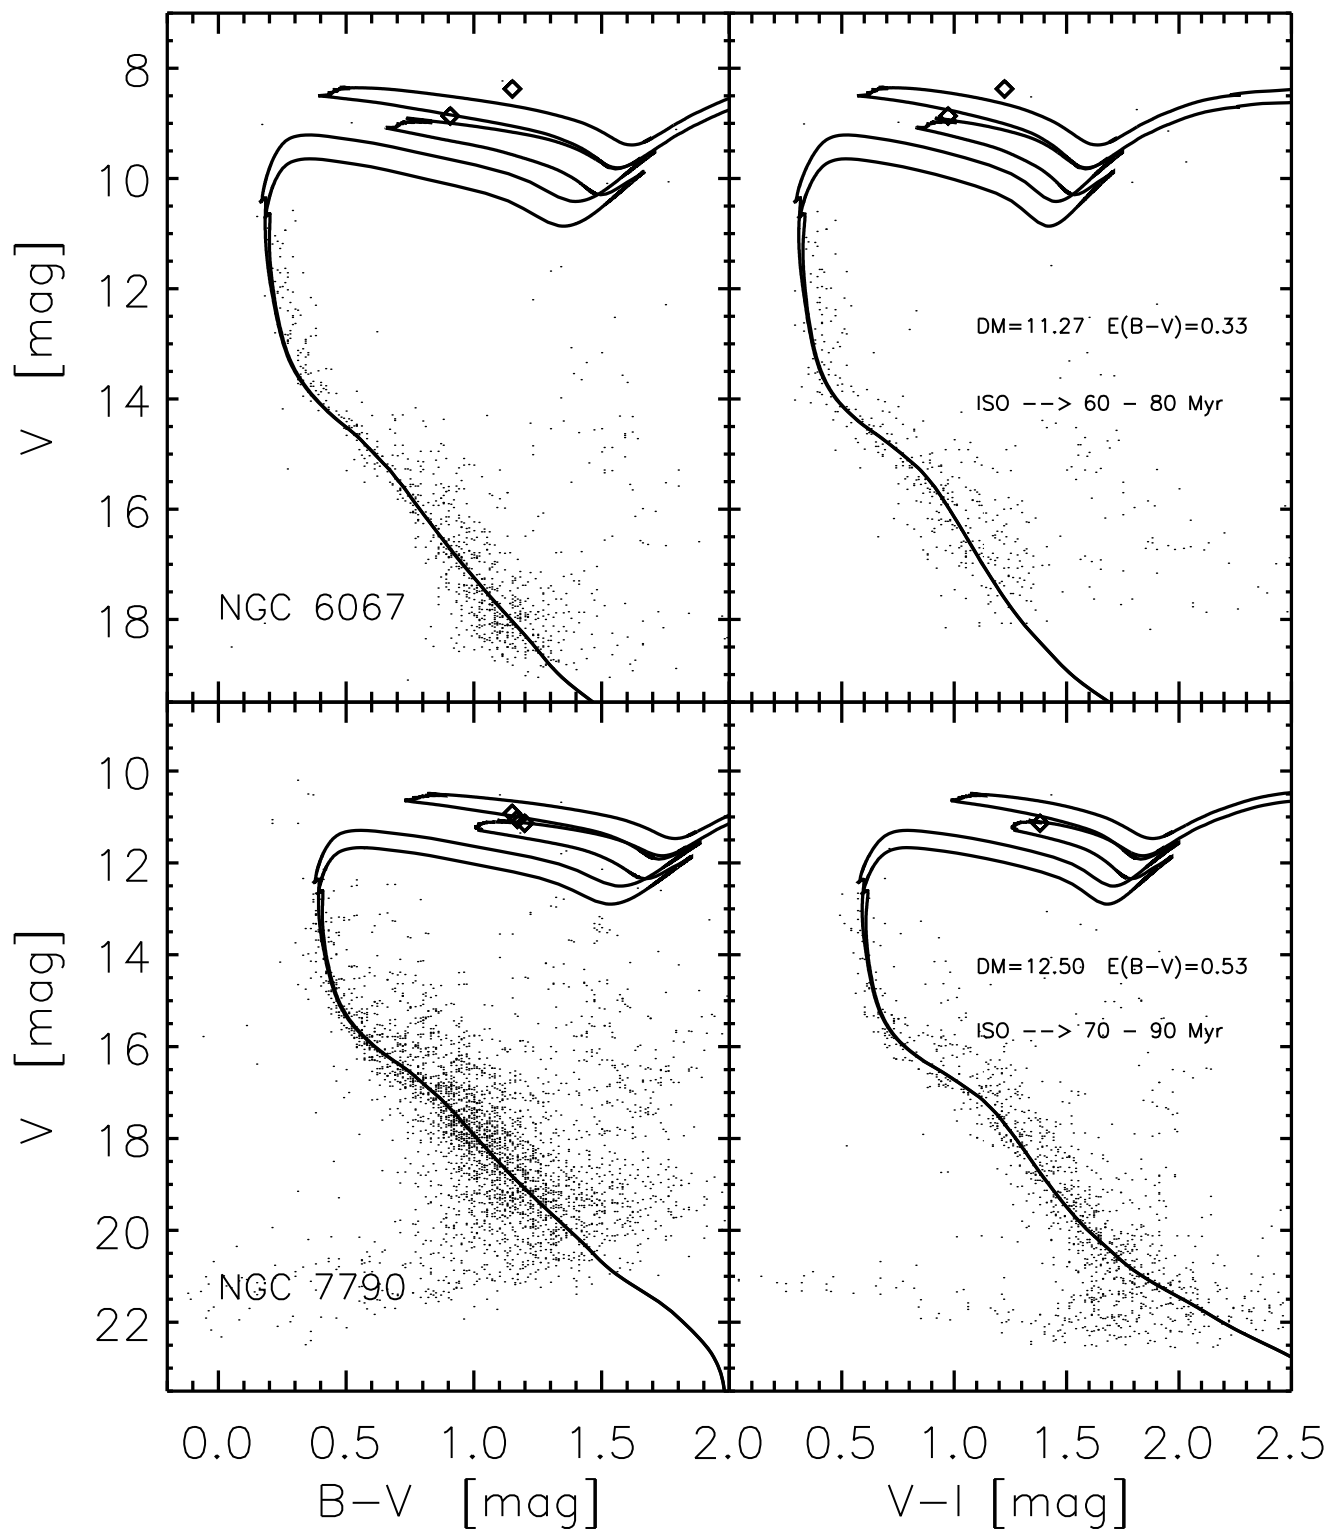 8
10
12
14
16
18
V [mag]
NGC 6067
DM=11.27 E(B-V)=0.33
ISO --> 60 - 80 Myr
10
12
14
16
18
20
22
V [mag]
NGC 7790
DM=12.50 E(B-V)=0.53
ISO --> 70 - 90 Myr
0.0 0.5 1.0 1.5 2.0 0.5 1.0 1.5 2.0 2.5
B-V [mag] V-I [mag]